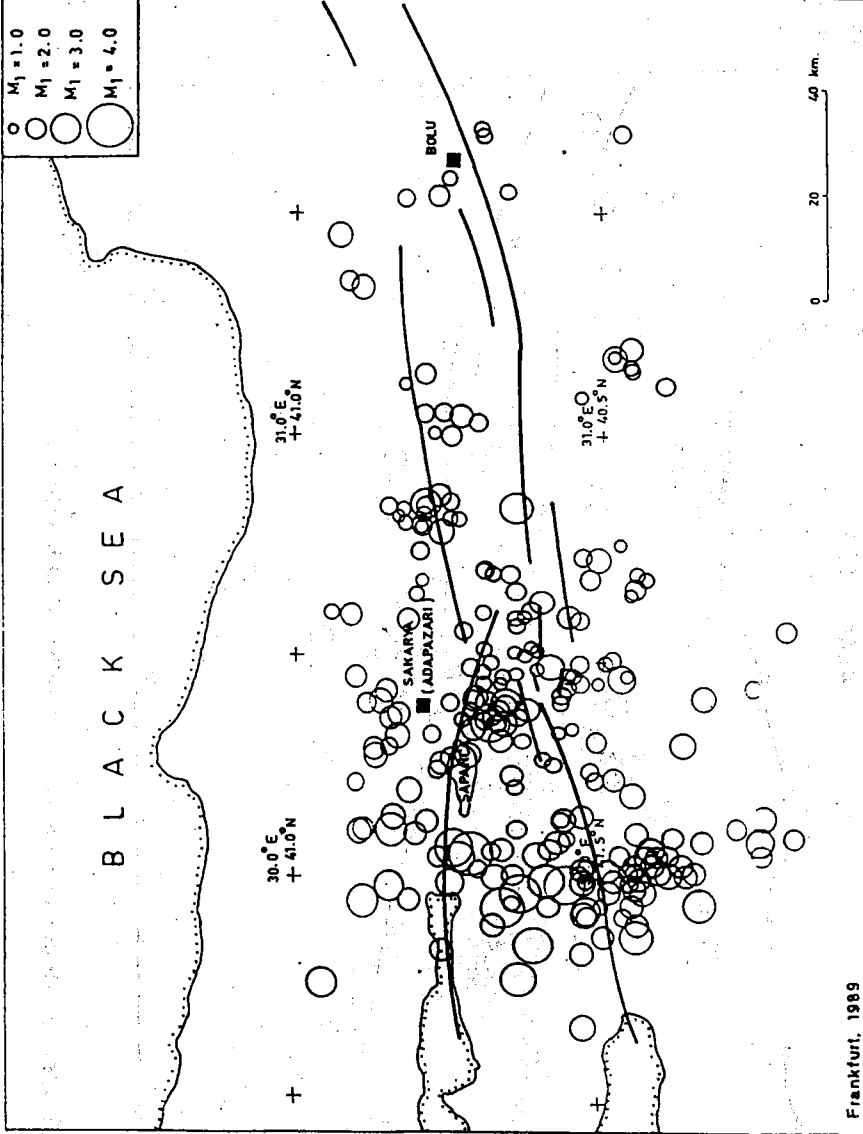 M₁ = 1.0
M₁ = 2.0
M₁ = 3.0
M₁ = 4.0
BLACK SEA
31.0°E
+ 41.0°N
30.0°E
+ 41.0°N
BOLU
SAKARYA
(ADAPAZARI)
31.0°E
+ 40.5°N
0 20 40 km.
Frankfurt, 1989